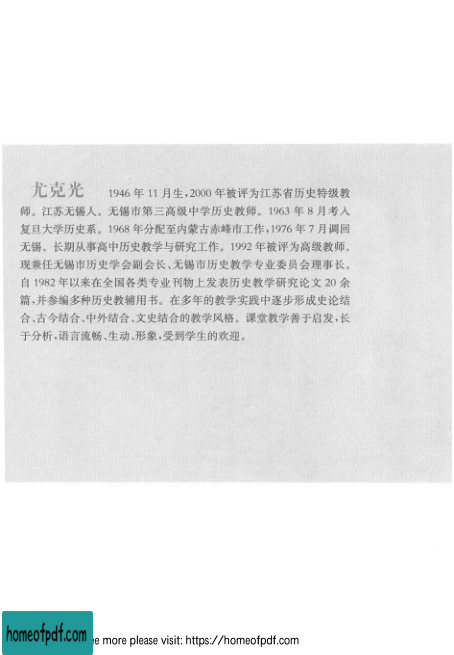 尤克光 1946 年 11 月生,2000 年被评为江苏省历史特级教
师。江苏无锡人。无锡市第三高级中学历史教师。1963 年 8 月考入
复旦大学历史系。1968 年分配至内蒙古赤峰市工作,1976 年 7 月调回
无锡。长期从事高中历史教学与研究工作。1992 年被评为高级教师。
现兼任无锡市历史学会副会长、无锡市历史教学专业委员会理事长。
自 1982 年以来在全国各类专业刊物上发表历史教学研究论文 20 余
篇,并参编多种历史教辅用书。在多年的教学实践中逐步形成史论结
合、古今结合、中外结合、文史结合的教学风格。课堂教学善于启发,长
于分析,语言流畅、生动、形象,受到学生的欢迎。
homeofpdf.com
more please visit: https://homeofpdf.com